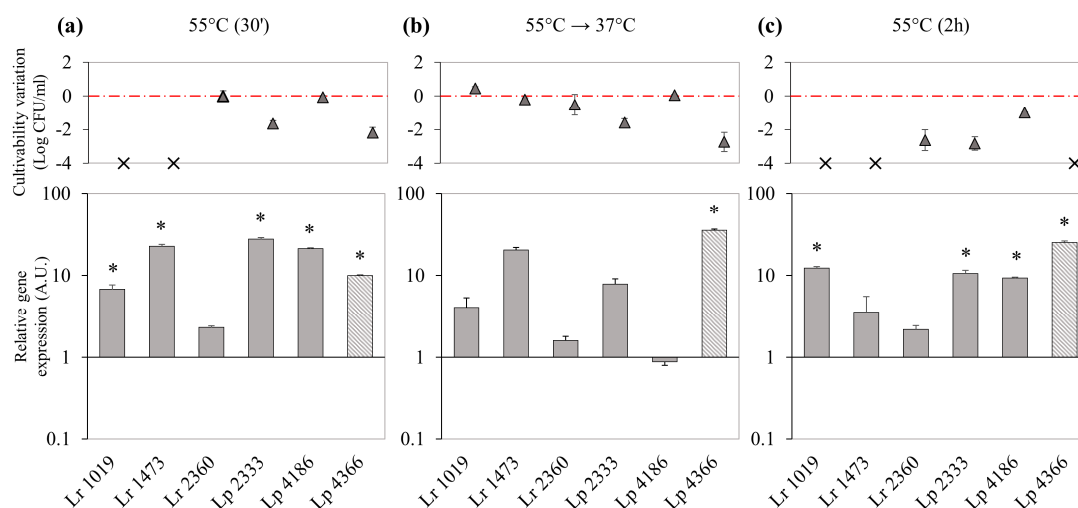 (a) 55°C (30') (b) 55°C → 37°C (c) 55°C (2h)
Cultivability variation
(Log CFU/ml)
2 2 2
0 0 0
-2 -2 -2
-4 -4 -4
Relative gene
expression (A.U.)
100 100 100
* * * * *
*
* * * *
10 10 10
1 1 1
0.1 0.1 0.1
Lr 1019 Lr 1473 Lr 2360 Lp 2333 Lp 4186 Lp 4366
Lr 1019 Lr 1473 Lr 2360 Lp 2333 Lp 4186 Lp 4366
Lr 1019 Lr 1473 Lr 2360 Lp 2333 Lp 4186 Lp 4366